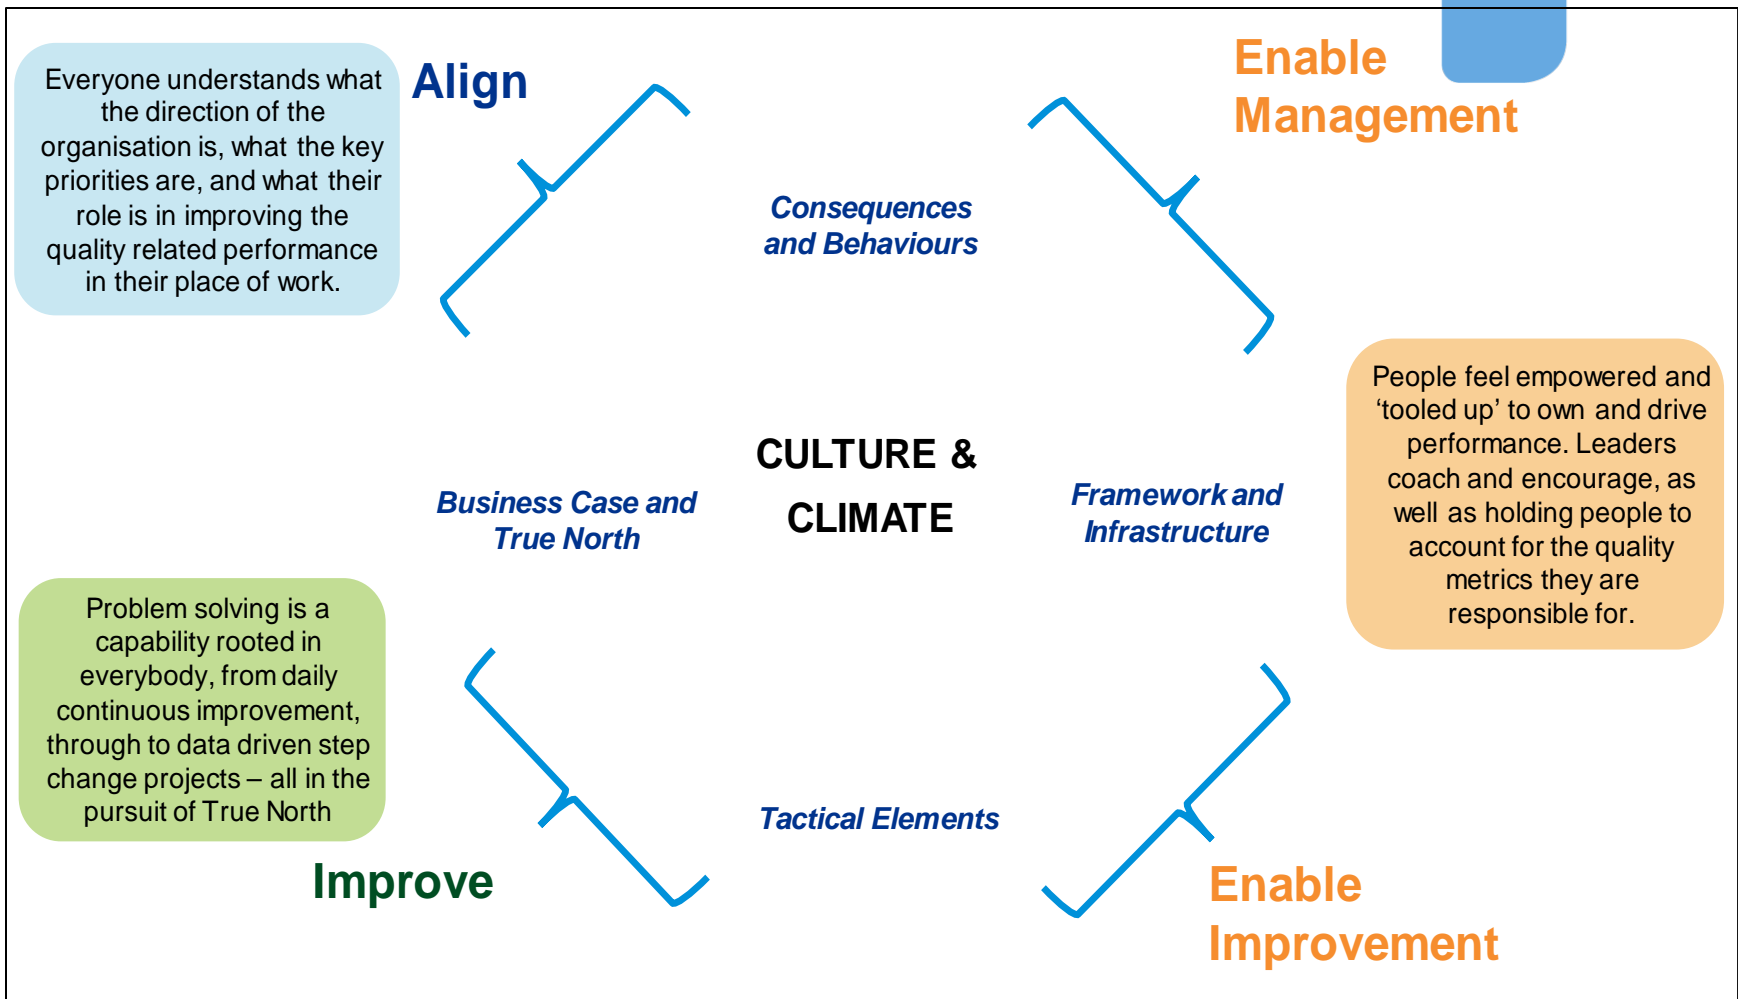 Everyone understands what
the direction of the
organisation is, what the key
priorities are, and what their
role is in improving the
quality related performance
in their place of work.
Align
Enable
Management
Consequences
and Behaviours
People feel empowered and
‘tooled up’ to own and drive
performance. Leaders
coach and encourage, as
well as holding people to
account for the quality
metrics they are
responsible for.
CULTURE &
CLIMATE
Business Case and
True North
Framework and
Infrastructure
Problem solving is a
capability rooted in
everybody, from daily
continuous improvement,
through to data driven step
change projects – all in the
pursuit of True North
Tactical Elements
Improve
Enable
Improvement